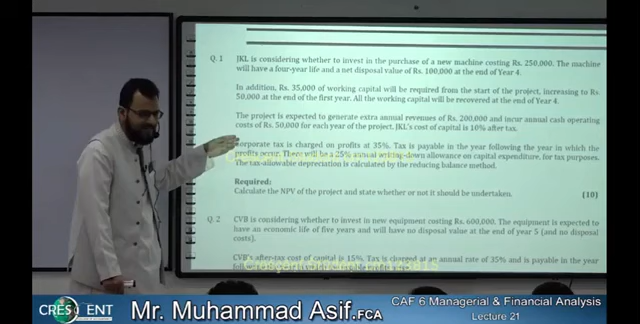 Q. 1 JKL is considering whether to invest in the purchase of a new machine costing Rs. 250,000. The machine
will have a four-year life and a net disposal value of Rs. 100,000 at the end of Year 4.
In addition, Rs. 35,000 of working capital will be required from the start of the project, increasing to Rs.
50,000 at the end of the first year. All the working capital will be recovered at the end of Year 4.
The project is expected to generate extra annual revenues of Rs. 200,000 and incur annual cash operating
costs of Rs. 50,000 for each year of the project. JKL's cost of capital is 10% after tax.
Corporate tax is charged on profits at 35%. Tax is payable in the year following the year in which the
profits occur. There will be a 25% annual writing-down allowance on capital expenditure, for tax purposes.
The tax-allowable depreciation is calculated by the reducing balance method.
Required:
Calculate the NPV of the project and state whether or not it should be undertaken. (10)
Q. 2 CVB is considering whether to invest in new equipment costing Rs. 600,000. The equipment is expected to
have an economic life of five years and will have no disposal value at the end of year 5 (and no disposal
costs).
CVB's after-tax cost of capital is 15%. Tax is charged at an annual rate of 35% and is payable in the year
CRESCENT
Mr. Muhammad Asif.FCA
CAF 6 Managerial & Financial Analysis
Lecture 21